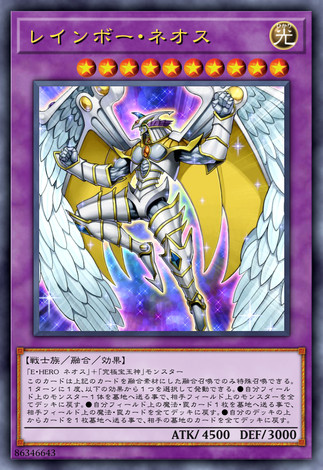 レインボー・ネオス
光
【戦士族／融合／効果】
「E・HERO ネオス」＋「究極宝玉神」モンスター
このカードは上記のカードを融合素材にした融合召喚でのみ特殊召喚できる。
１ターンに１度、以下の効果から１つを選択して発動できる。●自分フィール
ド上のモンスター１体を墓地へ送る事で、相手フィールド上のモンスターを全
てデッキに戻す。●自分フィールド上の魔法・罠カード１枚を墓地へ送る事で、
相手フィールド上の魔法・罠カードを全てデッキに戻す。●自分のデッキの上
からカードを１枚墓地へ送る事で、相手の墓地のカードを全てデッキに戻す。
ATK/ 4500 DEF/3000
86346643